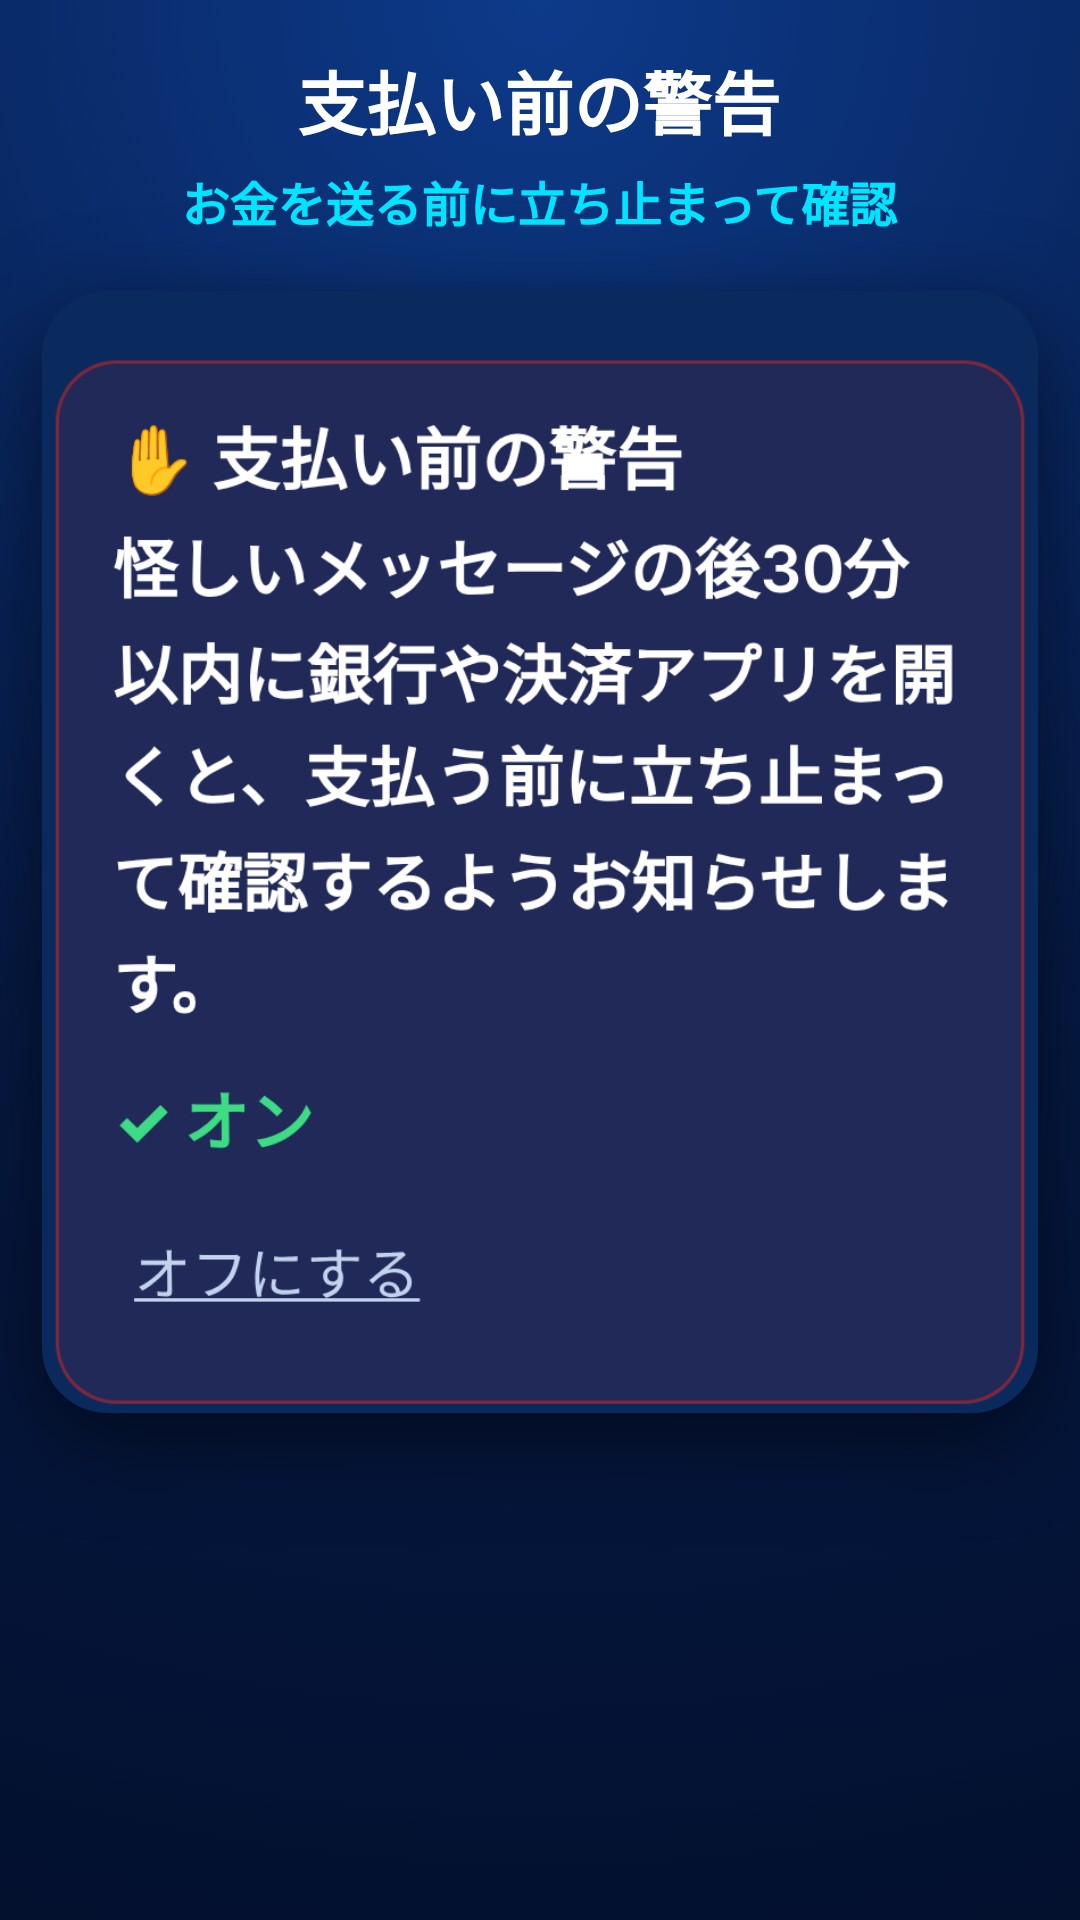 支払い前の警告
お金を送る前に立ち止まって確認
✋ 支払い前の警告
怪しいメッセージの後30分
以内に銀行や決済アプリを開
くと、支払う前に立ち止まっ
て確認するようお知らせしま
す。
✓ オン
オフにする